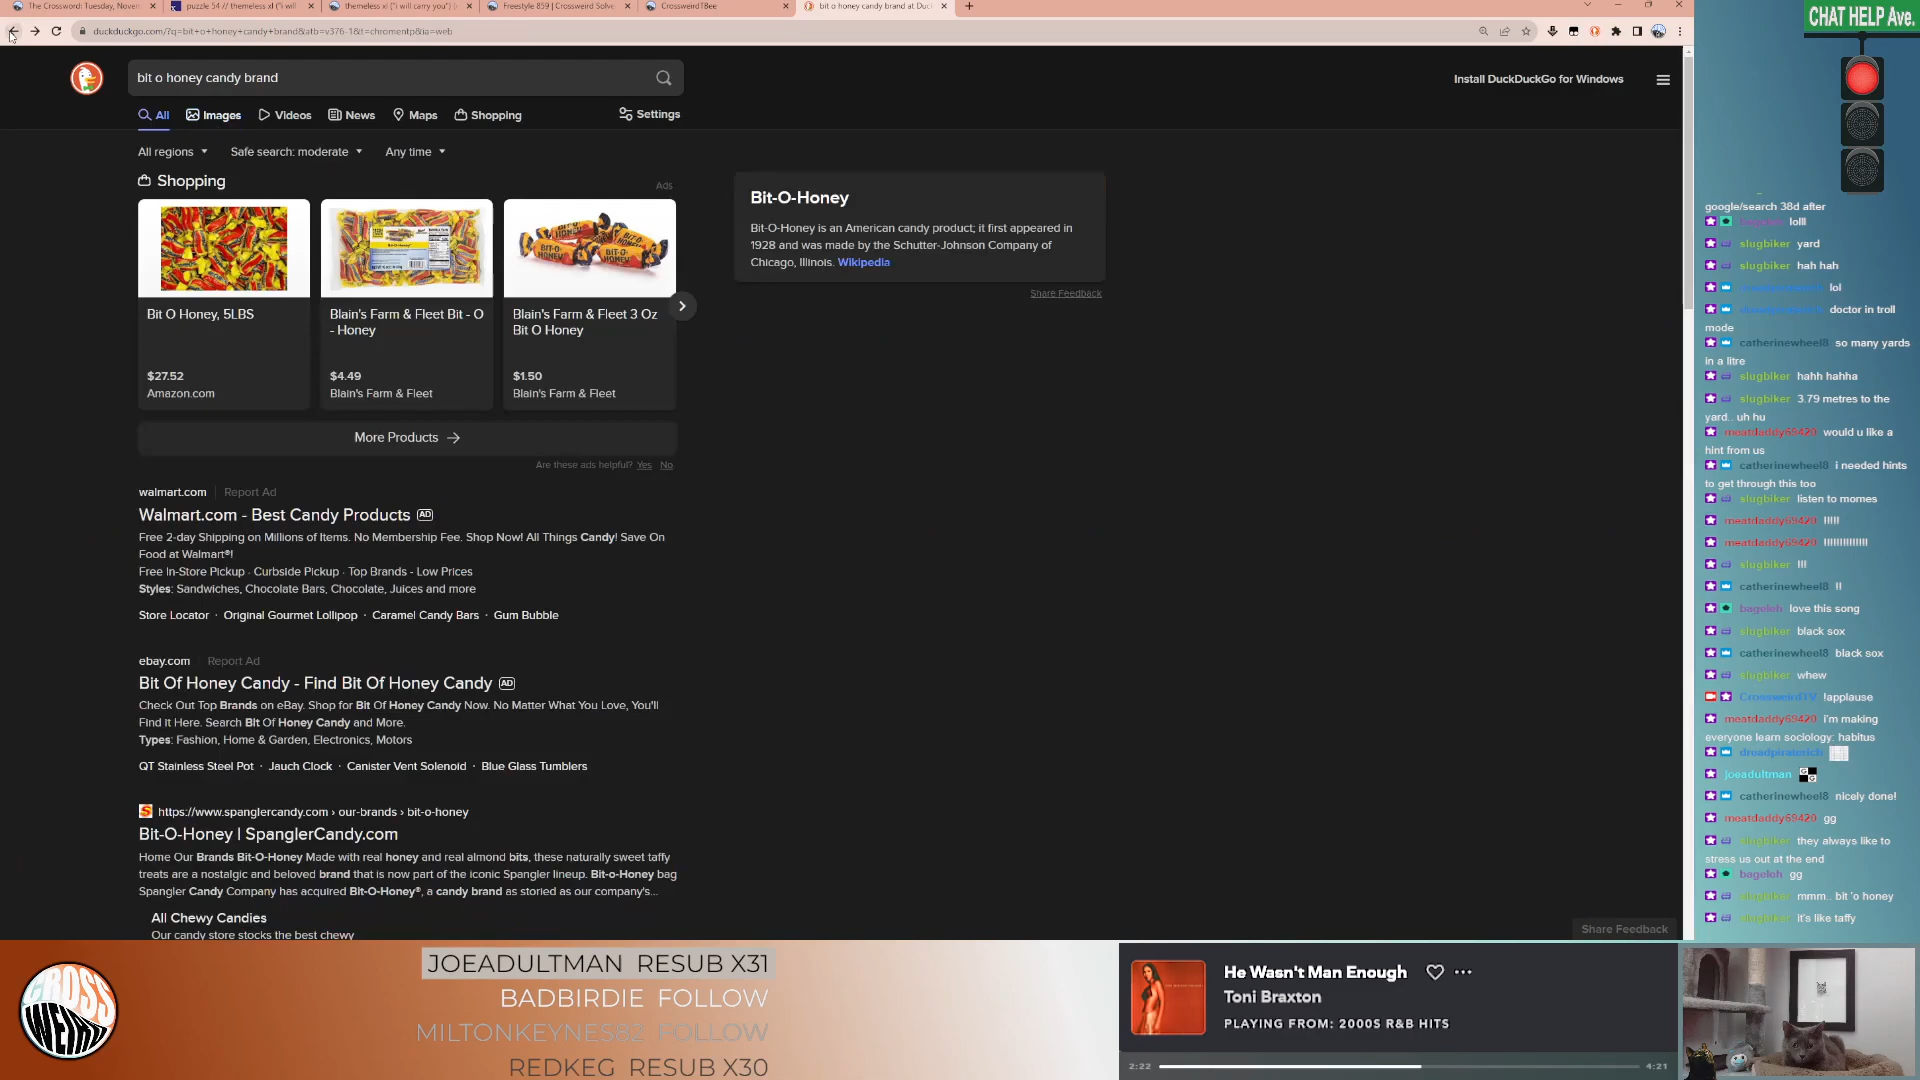 The Crossword: Tuesday, Novem
puzzle 54 // themeless xl ("i will
themeless xl ("i will carry you") (
Freestyle 859 | Crossweird Solve
CrossweirdTBee
bit o honey candy brand at Duc
duckduckgo.com/?q=bit+o+honey+candy+brand&atb=v376-1&t=chromentp&ia=web
bit o honey candy brand
Install DuckDuckGo for Windows
All Images Videos News Maps Shopping Settings
All regions Safe search: moderate Any time
Shopping Ads
Bit O Honey, 5LBS
$27.52
Amazon.com
Blain's Farm & Fleet Bit - O
- Honey
$4.49
Blain's Farm & Fleet
Blain's Farm & Fleet 3 Oz
Bit O Honey
$1.50
Blain's Farm & Fleet
More Products
Are these ads helpful? Yes No
Bit-O-Honey
Bit-O-Honey is an American candy product; it first appeared in
1928 and was made by the Schutter-Johnson Company of
Chicago, Illinois. Wikipedia
Share Feedback
walmart.com Report Ad
Walmart.com - Best Candy Products AD
Free 2-day Shipping on Millions of Items. No Membership Fee. Shop Now! All Things Candy! Save On
Food at Walmart®!
Free In-Store Pickup · Curbside Pickup · Top Brands - Low Prices
Styles: Sandwiches, Chocolate Bars, Chocolate, Juices and more
Store Locator · Original Gourmet Lollipop · Caramel Candy Bars · Gum Bubble
ebay.com Report Ad
Bit Of Honey Candy - Find Bit Of Honey Candy AD
Check Out Top Brands on eBay. Shop for Bit Of Honey Candy Now. No Matter What You Love, You'll
Find It Here. Search Bit Of Honey Candy and More.
Types: Fashion, Home & Garden, Electronics, Motors
QT Stainless Steel Pot · Jauch Clock · Canister Vent Solenoid · Blue Glass Tumblers
https://www.spanglercandy.com › our-brands › bit-o-honey
Bit-O-Honey | SpanglerCandy.com
Home Our Brands Bit-O-Honey Made with real honey and real almond bits, these naturally sweet taffy
treats are a nostalgic and beloved brand that is now part of the iconic Spangler lineup. Bit-o-Honey bag
Spangler Candy Company has acquired Bit-O-Honey®, a candy brand as storied as our company's...
All Chewy Candies
Our candy store stocks the best chewy
Share Feedback
CHAT HELP Ave.
google/search 38d after
bageleh lolll
slugbiker yard
slugbiker hah hah
lol
doctor in troll
mode
catherinewheel8 so many yards
in a litre
slugbiker hahh hahha
slugbiker 3.79 metres to the
yard.. uh hu
meatdaddy69420 would u like a
hint from us
catherinewheel8 i needed hints
to get through this too
slugbiker listen to momes
meatdaddy69420 !!!!!
meatdaddy69420 !!!!!!!!!!!!!
slugbiker !!!
catherinewheel8 !!
bageleh love this song
slugbiker black sox
catherinewheel8 black sox
slugbiker whew
CrossweirdTV !applause
meatdaddy69420 i'm making
everyone learn sociology: habitus
dreadpiraterich
joeadultman
catherinewheel8 nicely done!
meatdaddy69420 gg
slugbiker they always like to
stress us out at the end
bageleh gg
slugbiker mmm.. bit 'o honey
slugbiker it's like taffy
CROSS
WEIRD
JOEADULTMAN RESUB X31
BADBIRDIE FOLLOW
MILTONKEYNES82 FOLLOW
REDKEG RESUB X30
He Wasn't Man Enough
Toni Braxton
PLAYING FROM: 2000S R&B HITS
2:22 4:21